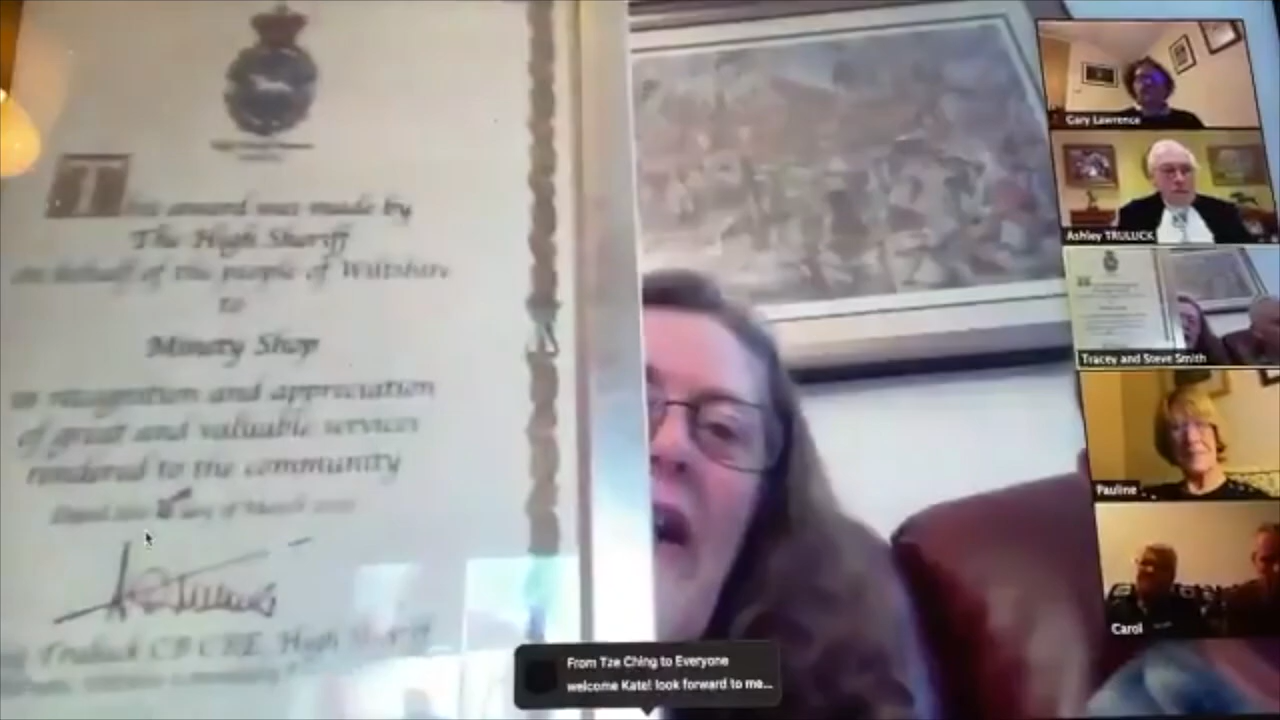 This award was made by
The High Sheriff
on behalf of the people of Wiltshire
to
Minety Shop
in recognition and appreciation
of great and valuable services
rendered to the community
day of March
Truluck CB CBE, High Sheriff
Gary Lawrence
Ashley TRULUCK
Tracey and Steve Smith
Pauline
Carol
From Tze Ching to Everyone
welcome Kate! look forward to me...